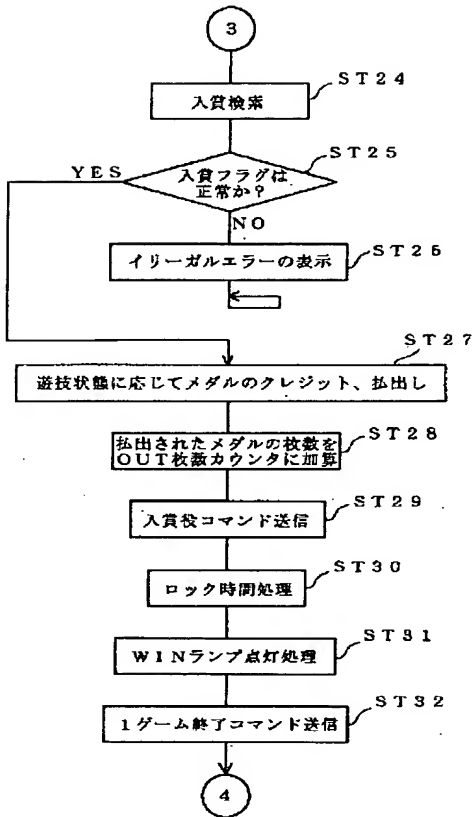 3
ST24
入賞検索
ST25
YES
入賞フラグは
正常か?
NO
ST26
イリーガルエラーの表示
ST27
遊技状態に応じてメダルのクレジット、払出し
ST28
払出されたメダルの枚数を
OUT枚数カウンタに加算
ST29
入賞役コマンド送信
ST30
ロック時間処理
ST31
WINランプ点灯処理
ST32
1ゲーム終了コマンド送信
4